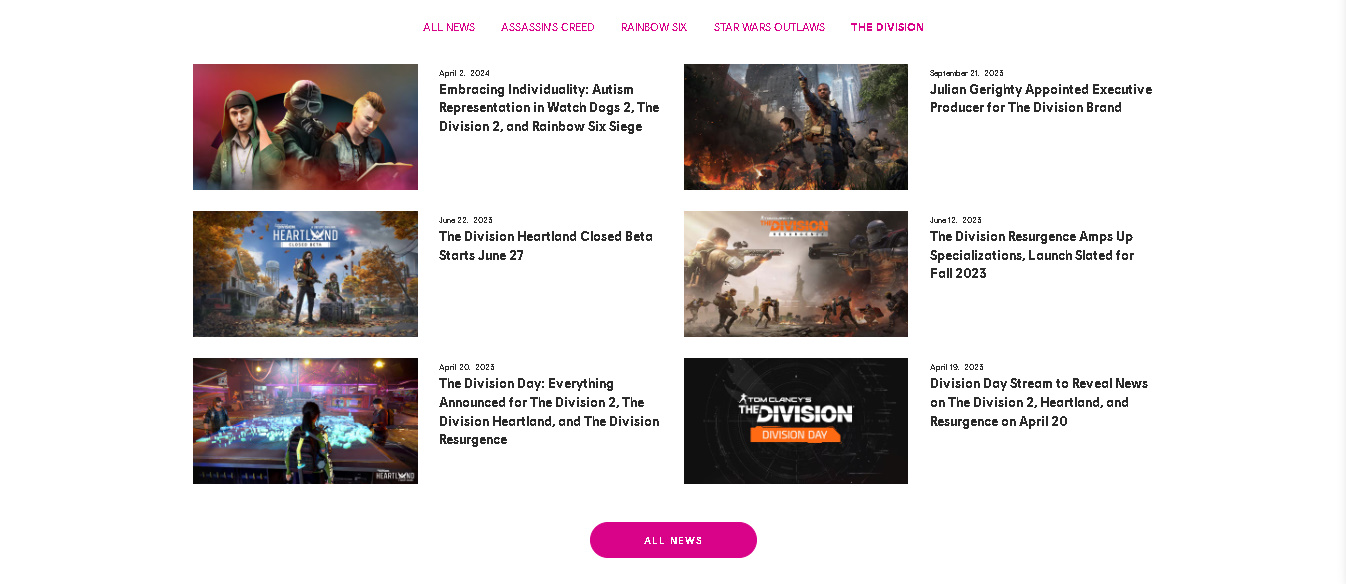 ALL NEWS
ASSASSIN'S CREED
RAINBOW SIX
STAR WARS OUTLAWS
THE DIVISION
April 2, 2024
Embracing Individuality: Autism
Representation in Watch Dogs 2, The
Division 2, and Rainbow Six Siege
September 21, 2023
Julian Gerighty Appointed Executive
Producer for The Division Brand
HEARTLAND
CLOSED BETA
June 22, 2023
The Division Heartland Closed Beta
Starts June 27
THE DIVISION
RESURGENCE
June 12, 2023
The Division Resurgence Amps Up
Specializations, Launch Slated for
Fall 2023
HEARTLAND
April 20, 2023
The Division Day: Everything
Announced for The Division 2, The
Division Heartland, and The Division
Resurgence
TOM CLANCY'S
THE DIVISION
DIVISION DAY
April 19, 2023
Division Day Stream to Reveal News
on The Division 2, Heartland, and
Resurgence on April 20
ALL NEWS